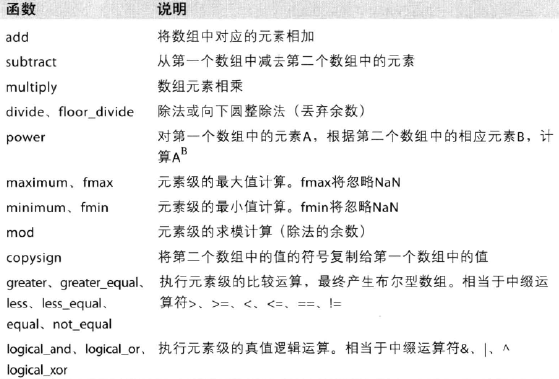 函数 说明
add 将数组中对应的元素相加
subtract 从第一个数组中减去第二个数组中的元素
multiply 数组元素相乘
divide、floor_divide 除法或向下圆整除法（丢弃余数）
power 对第一个数组中的元素A，根据第二个数组中的相应元素B，计
算A^B
maximum、fmax 元素级的最大值计算。fmax将忽略NaN
minimum、fmin 元素级的最小值计算。fmin将忽略NaN
mod 元素级的求模计算（除法的余数）
copysign 将第二个数组中的值的符号复制给第一个数组中的值
greater、greater_equal、 执行元素级的比较运算，最终产生布尔型数组。相当于中缀运
less、less_equal、 算符>、>=、<、<=、==、!=
equal、not_equal
logical_and、logical_or、 执行元素级的真值逻辑运算。相当于中缀运算符&、|、^
logical_xor